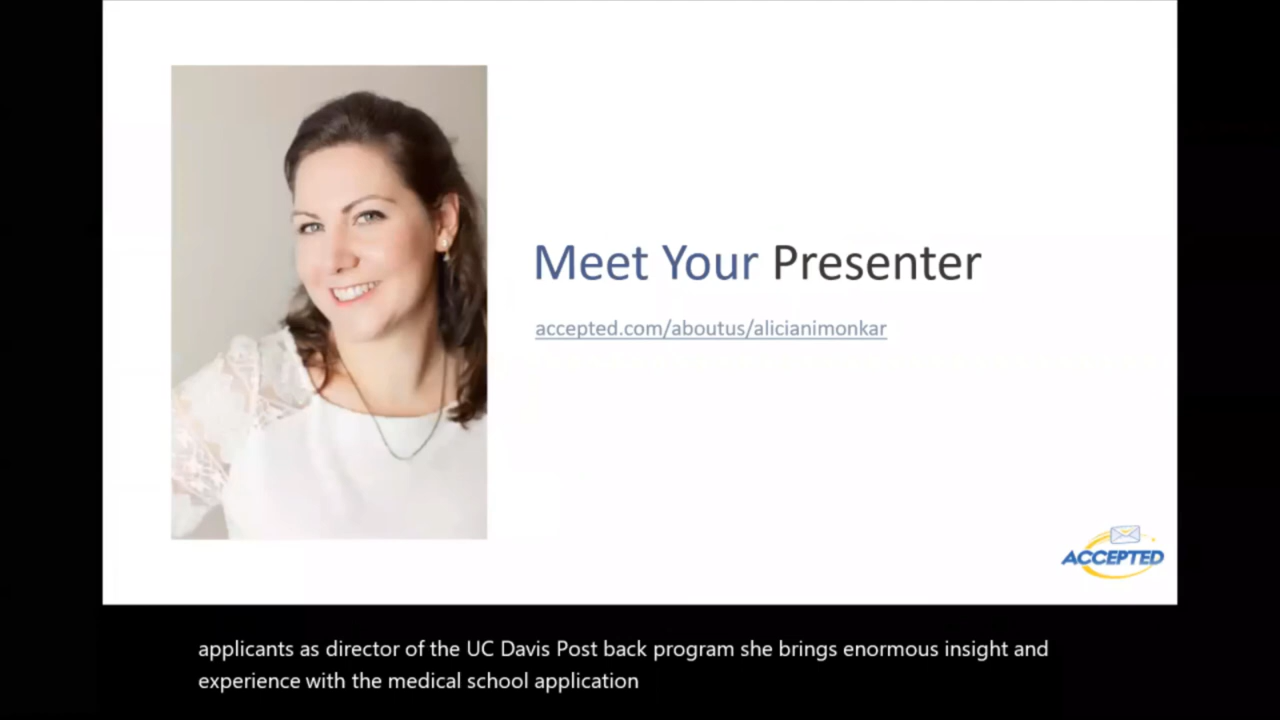 Meet Your Presenter
accepted.com/aboutus/alicianimonkar
ACCEPTED
applicants as director of the UC Davis Post back program she brings enormous insight and
experience with the medical school application